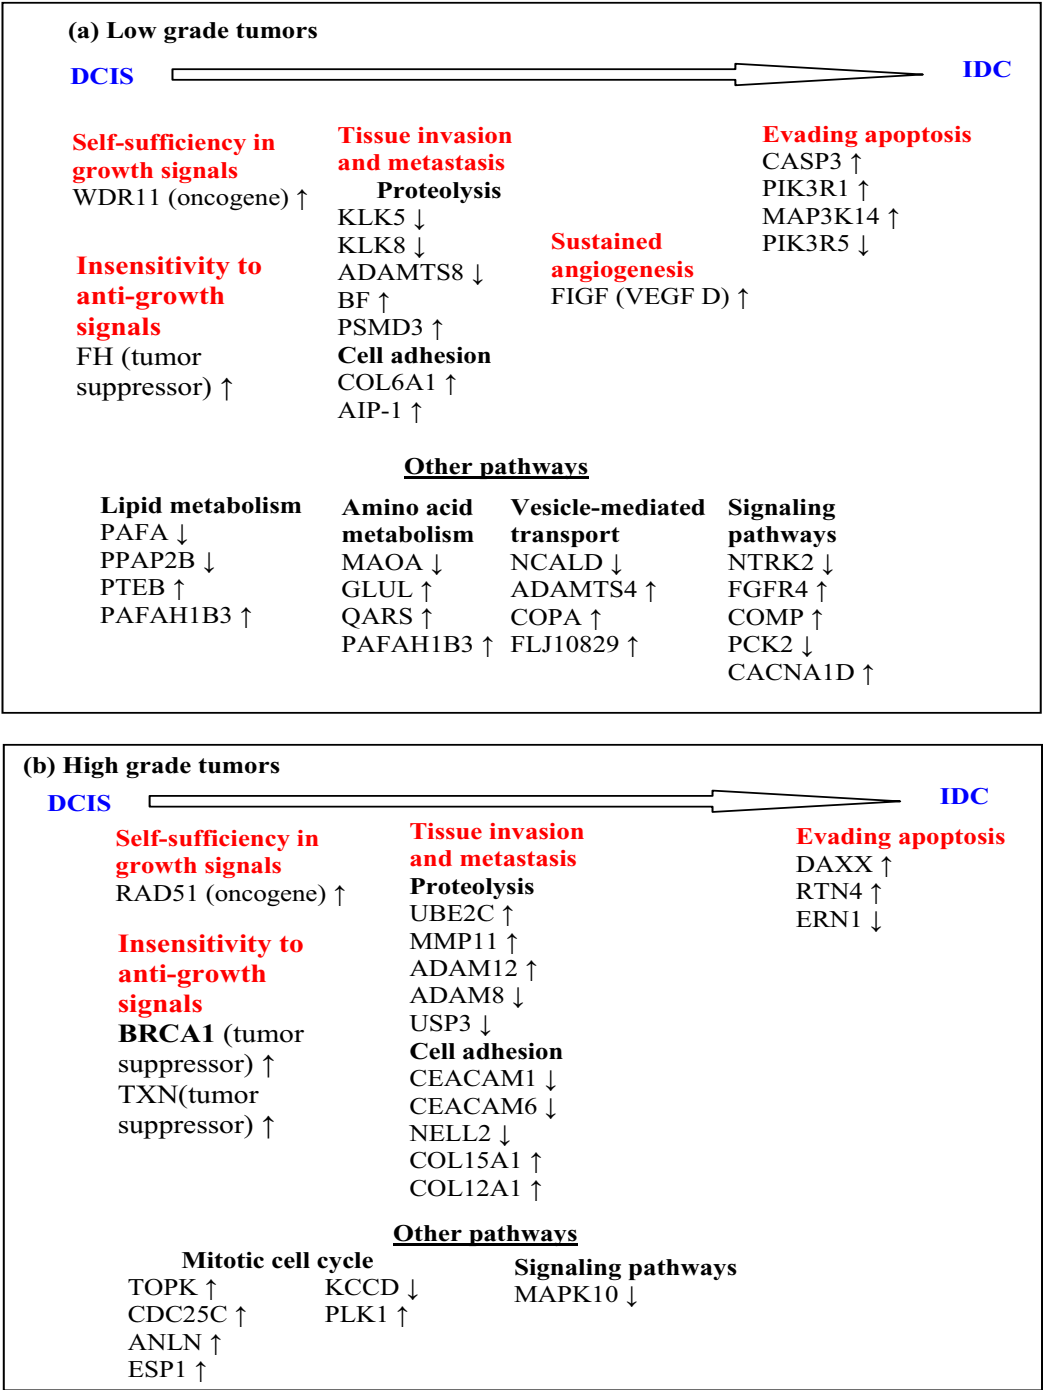 (a) Low grade tumors
DCIS
IDC
Self-sufficiency in
growth signals
WDR11 (oncogene) ↑
Insensitivity to
anti-growth
signals
FH (tumor
suppressor) ↑
Tissue invasion
and metastasis
Proteolysis
KLK5 ↓
KLK8 ↓
ADAMTS8 ↓
BF ↑
PSMD3 ↑
Cell adhesion
COL6A1 ↑
AIP-1 ↑
Sustained
angiogenesis
FIGF (VEGF D) ↑
Evading apoptosis
CASP3 ↑
PIK3R1 ↑
MAP3K14 ↑
PIK3R5 ↓
Other pathways
Lipid metabolism
PAFA ↓
PPAP2B ↓
PTEB ↑
PAFAH1B3 ↑
Amino acid
metabolism
MAOA ↓
GLUL ↑
QARS ↑
PAFAH1B3 ↑
Vesicle-mediated
transport
NCALD ↓
ADAMTS4 ↑
COPA ↑
FLJ10829 ↑
Signaling
pathways
NTRK2 ↓
FGFR4 ↑
COMP ↑
PCK2 ↓
CACNA1D ↑
(b) High grade tumors
DCIS
IDC
Self-sufficiency in
growth signals
RAD51 (oncogene) ↑
Insensitivity to
anti-growth
signals
BRCA1 (tumor
suppressor) ↑
TXN(tumor
suppressor) ↑
Tissue invasion
and metastasis
Proteolysis
UBE2C ↑
MMP11 ↑
ADAM12 ↑
ADAM8 ↓
USP3 ↓
Cell adhesion
CEACAM1 ↓
CEACAM6 ↓
NELL2 ↓
COL15A1 ↑
COL12A1 ↑
Evading apoptosis
DAXX ↑
RTN4 ↑
ERN1 ↓
Other pathways
Mitotic cell cycle
TOPK ↑
CDC25C ↑
ANLN ↑
ESP1 ↑
KCCD ↓
PLK1 ↑
Signaling pathways
MAPK10 ↓